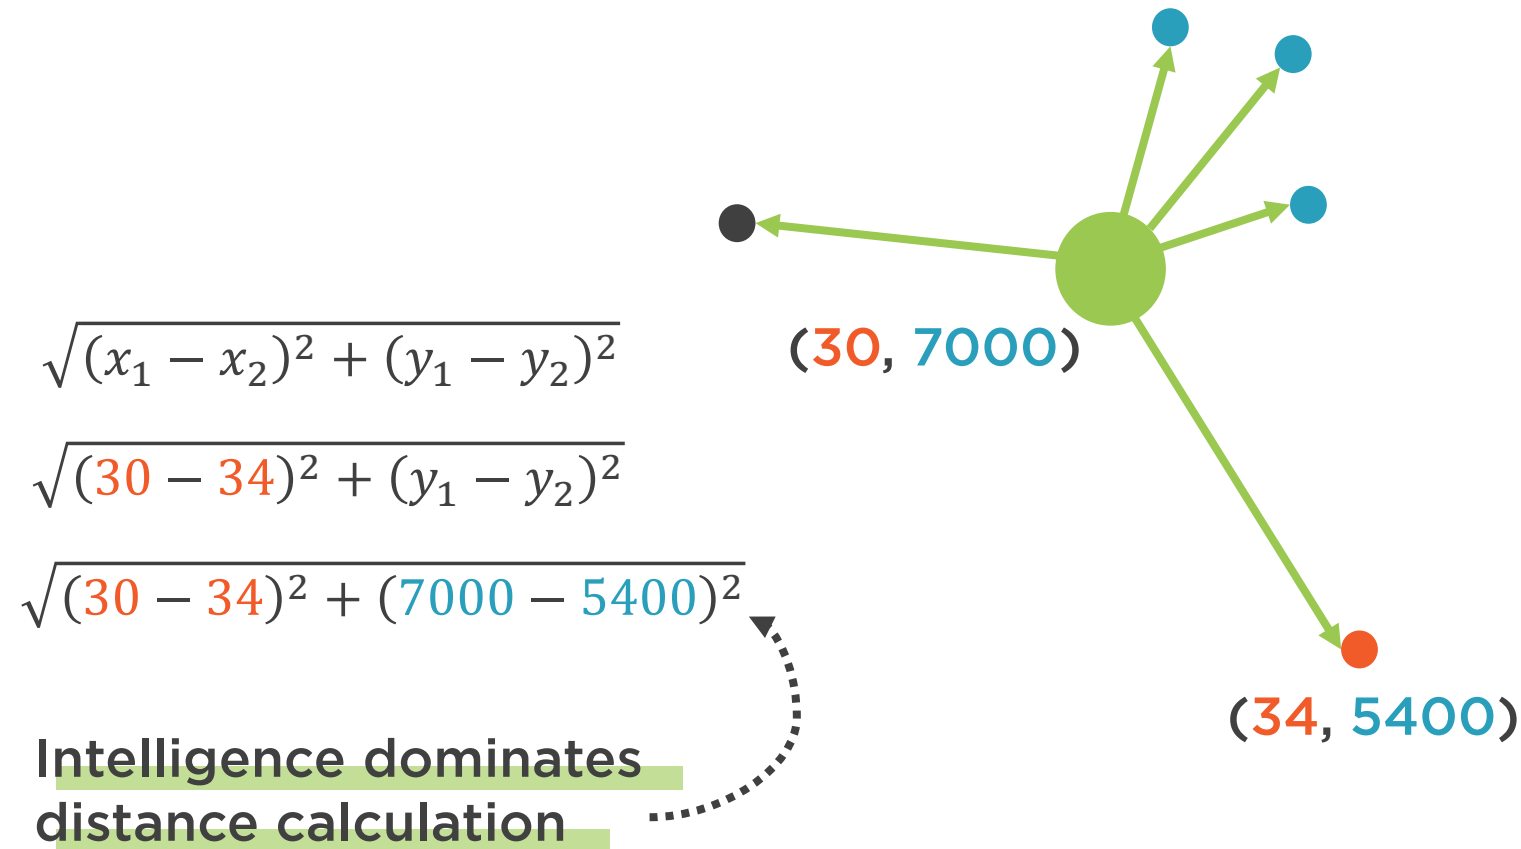 √(x₁ − x₂)² + (y₁ − y₂)²
√(30 − 34)² + (y₁ − y₂)²
√(30 − 34)² + (7000 − 5400)²
Intelligence dominates
distance calculation
(30, 7000)
(34, 5400)